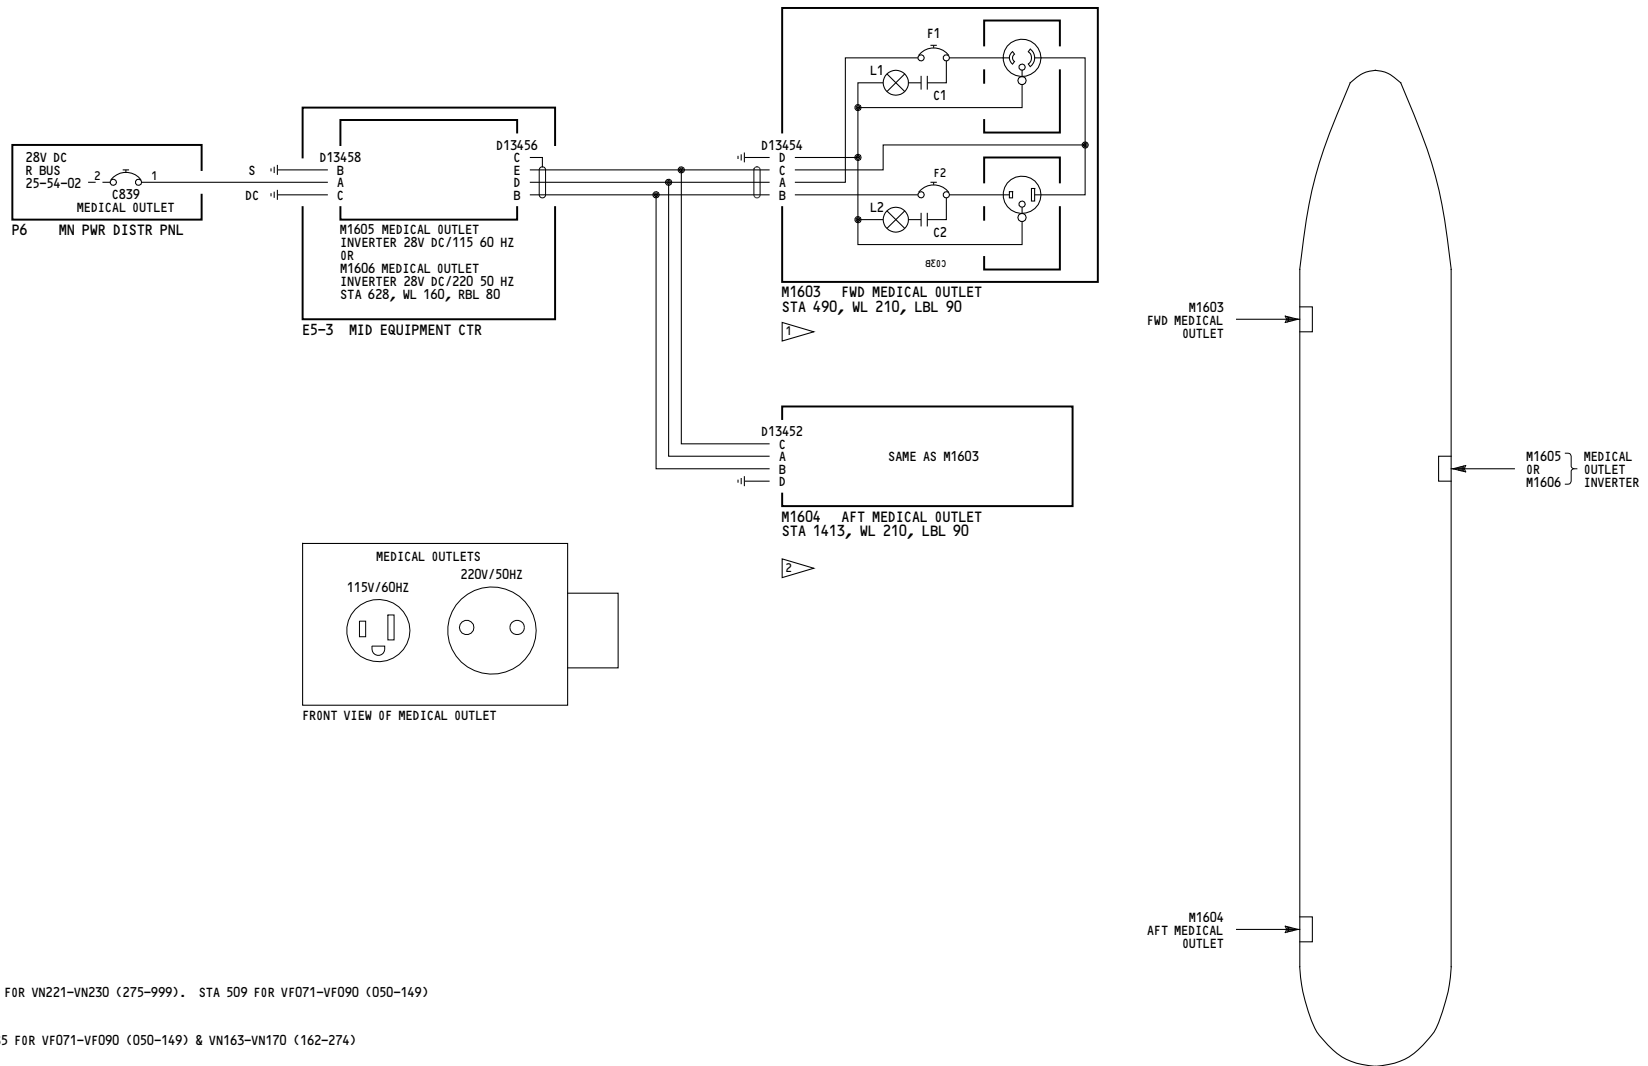 28V DC
R BUS
25-54-02
2
1
C839
MEDICAL OUTLET
P6 MN PWR DISTR PNL
S
DC
D13458
B
A
C
D13456
C
E
D
B
M1605 MEDICAL OUTLET
INVERTER 28V DC/115 60 HZ
OR
M1606 MEDICAL OUTLET
INVERTER 28V DC/220 50 HZ
STA 628, WL 160, RBL 80
E5-3 MID EQUIPMENT CTR
D13454
D
C
A
B
F1
L1
C1
F2
L2
C2
C03B
M1603 FWD MEDICAL OUTLET
STA 490, WL 210, LBL 90
1
D13452
C
A
B
D
SAME AS M1603
M1604 AFT MEDICAL OUTLET
STA 1413, WL 210, LBL 90
2
MEDICAL OUTLETS
115V/60HZ
220V/50HZ
FRONT VIEW OF MEDICAL OUTLET
M1603
FWD MEDICAL
OUTLET
M1605
OR
M1606
MEDICAL
OUTLET
INVERTER
M1604
AFT MEDICAL
OUTLET
FOR VN221-VN230 (275-999). STA 509 FOR VF071-VF090 (050-149)
5 FOR VF071-VF090 (050-149) & VN163-VN170 (162-274)